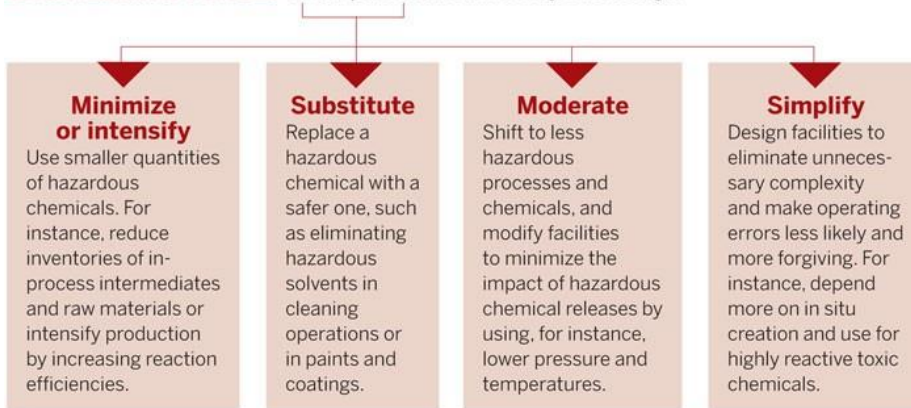 Minimize
or intensify
Use smaller quantities
of hazardous
chemicals. For
instance, reduce
inventories of in-
process intermediates
and raw materials or
intensify production
by increasing reaction
efficiencies.
Substitute
Replace a
hazardous
chemical with a
safer one, such
as eliminating
hazardous
solvents in
cleaning
operations or
in paints and
coatings.
Moderate
Shift to less
hazardous
processes and
chemicals, and
modify facilities
to minimize the
impact of hazardous
chemical releases by
using, for instance,
lower pressure and
temperatures.
Simplify
Design facilities to
eliminate unneces-
sary complexity
and make operating
errors less likely and
more forgiving. For
instance, depend
more on in situ
creation and use for
highly reactive toxic
chemicals.